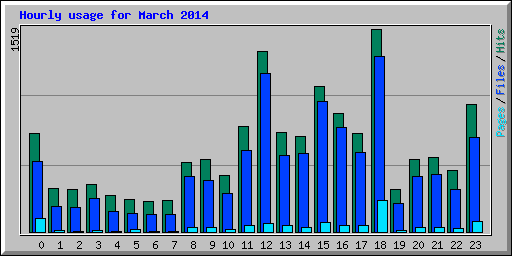 Hourly usage for March 2014
1519
Pages/Files/Hits
0 1 2 3 4 5 6 7 8 9 10 11 12 13 14 15 16 17 18 19 20 21 22 23